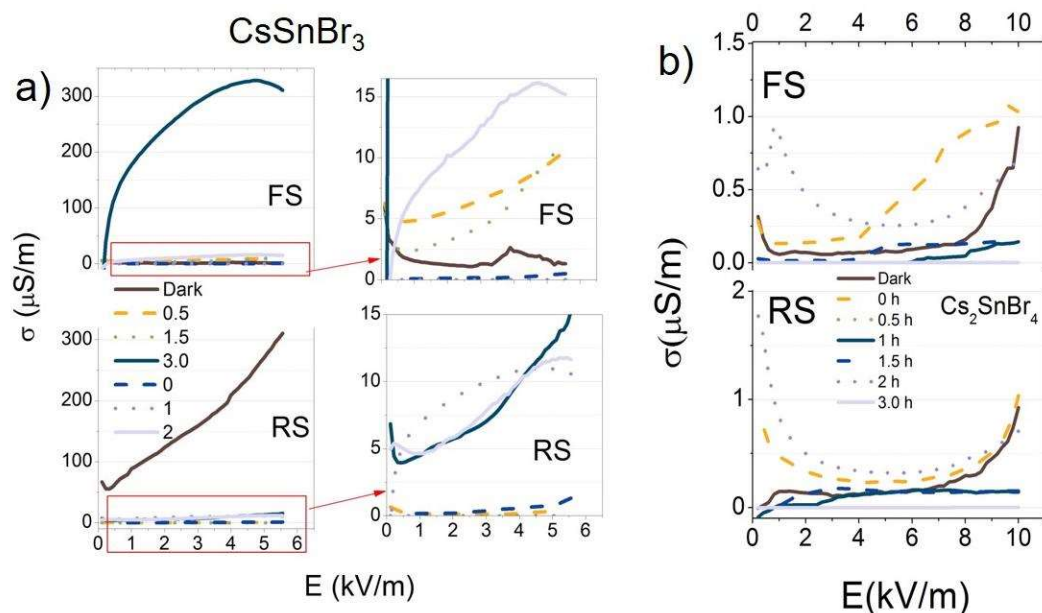 CsSnBr₃
a)
300
200
100
0
FS
15
10
5
0
FS
σ (μS/m)
Dark
0.5
1.5
3.0
0
1
2
300
200
100
0
RS
0 1 2 3 4 5 6
15
10
5
0
RS
0 1 2 3 4 5 6
E (kV/m)
b)
0 2 4 6 8 10
1.5
1.0
0.5
0.0
FS
σ(μS/m)
2
1
0
RS
Dark
0 h
0.5 h
1 h
1.5 h
2 h
3.0 h
Cs₂SnBr₄
0 2 4 6 8 10
E(kV/m)